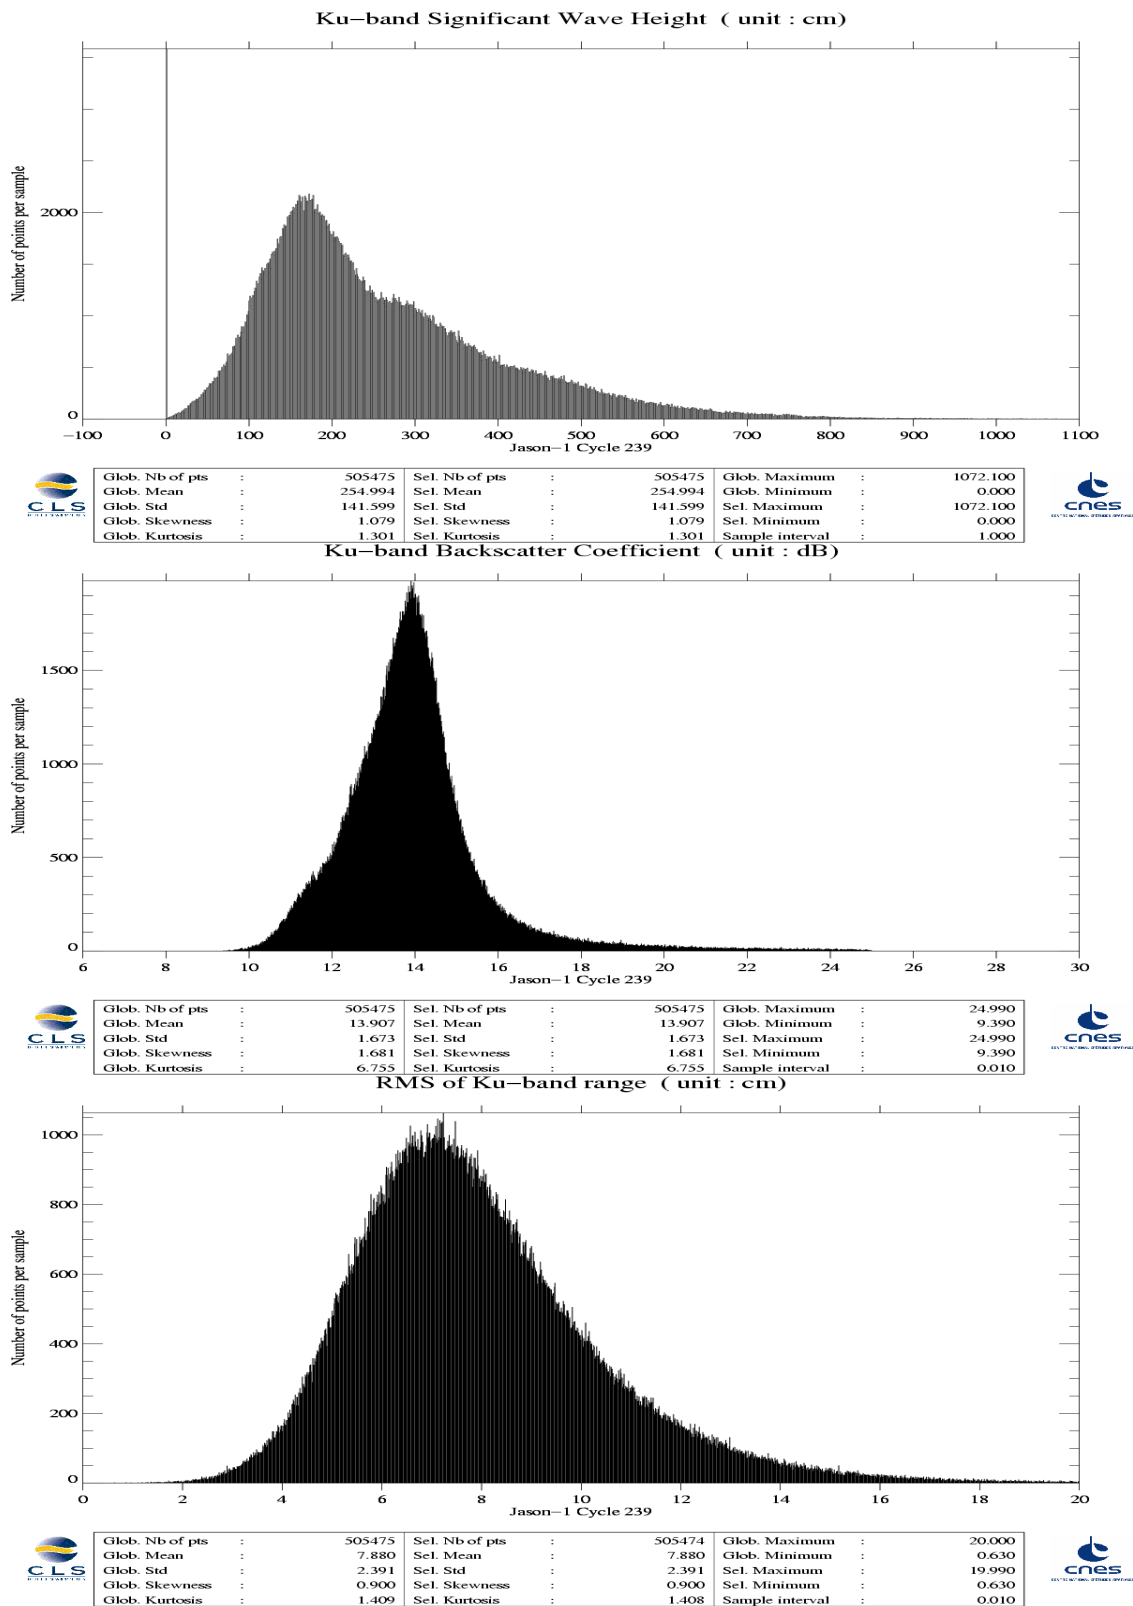 Ku−band Significant Wave Height ( unit : cm)
Number of points per sample
2000
0
−100 0 100 200 300 400 500 600 700 800 900 1000 1100
Jason−1 Cycle 239
CLS
Glob. Nb of pts : 505475 Sel. Nb of pts : 505475 Glob. Maximum : 1072.100
Glob. Mean : 254.994 Sel. Mean : 254.994 Glob. Minimum : 0.000
Glob. Std : 141.599 Sel. Std : 141.599 Sel. Maximum : 1072.100
Glob. Skewness : 1.079 Sel. Skewness : 1.079 Sel. Minimum : 0.000
Glob. Kurtosis : 1.301 Sel. Kurtosis : 1.301 Sample interval : 1.000
cnes
Ku−band Backscatter Coefficient ( unit : dB)
Number of points per sample
1500
1000
500
0
6 8 10 12 14 16 18 20 22 24 26 28 30
Jason−1 Cycle 239
CLS
Glob. Nb of pts : 505475 Sel. Nb of pts : 505475 Glob. Maximum : 24.990
Glob. Mean : 13.907 Sel. Mean : 13.907 Glob. Minimum : 9.390
Glob. Std : 1.673 Sel. Std : 1.673 Sel. Maximum : 24.990
Glob. Skewness : 1.681 Sel. Skewness : 1.681 Sel. Minimum : 9.390
Glob. Kurtosis : 6.755 Sel. Kurtosis : 6.755 Sample interval : 0.010
cnes
RMS of Ku−band range ( unit : cm)
Number of points per sample
1000
800
600
400
200
0
0 2 4 6 8 10 12 14 16 18 20
Jason−1 Cycle 239
CLS
Glob. Nb of pts : 505475 Sel. Nb of pts : 505474 Glob. Maximum : 20.000
Glob. Mean : 7.880 Sel. Mean : 7.880 Glob. Minimum : 0.630
Glob. Std : 2.391 Sel. Std : 2.391 Sel. Maximum : 19.990
Glob. Skewness : 0.900 Sel. Skewness : 0.900 Sel. Minimum : 0.630
Glob. Kurtosis : 1.409 Sel. Kurtosis : 1.408 Sample interval : 0.010
cnes